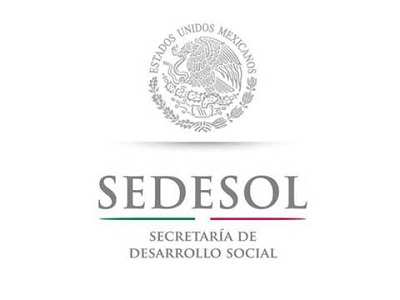 ESTADOS UNIDOS MEXICANOS
SEDESOL
SECRETARÍA DE
DESARROLLO SOCIAL